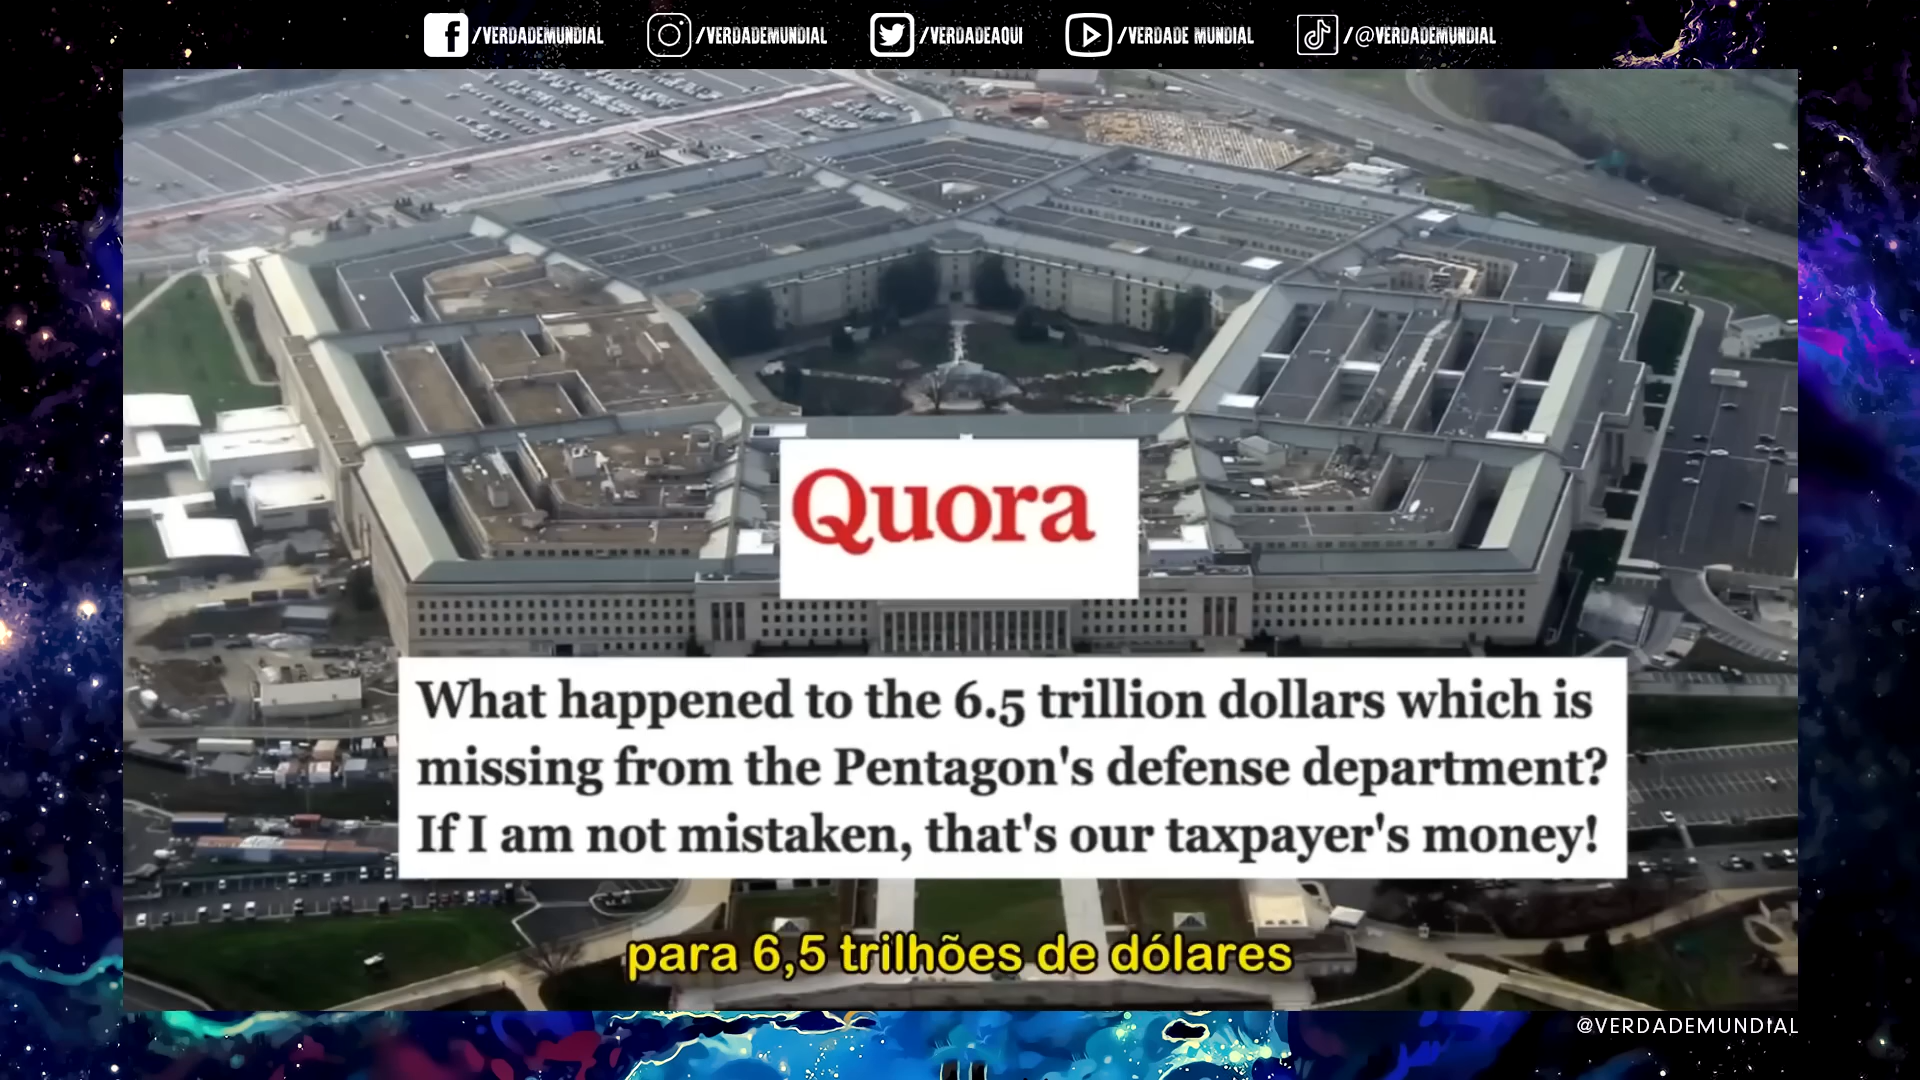 /VERDADEMUNDIAL
/VERDADEMUNDIAL
/VERDADEAQUI
/VERDADE MUNDIAL
/@VERDADEMUNDIAL
Quora
What happened to the 6.5 trillion dollars which is
missing from the Pentagon's defense department?
If I am not mistaken, that's our taxpayer's money!
para 6,5 trilhões de dólares
@VERDADEMUNDIAL